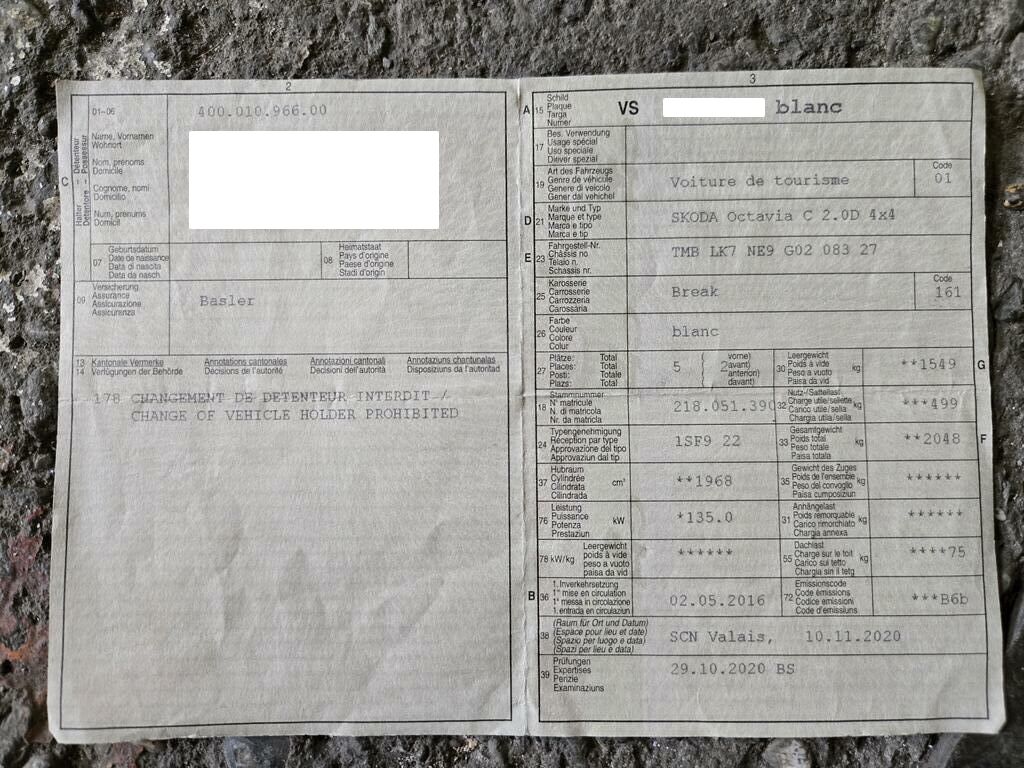 2
01-06
400.010.966.00
C
1
Halter
Detentore
Détenteur
Possessur
Name, Vornamen
Wohnort
Nom, prénoms
Domicile
Cognome, nomi
Domicilio
Num, prenums
Domicil
07
Geburtsdatum
Date de naissance
Data di nascita
Data da nasch.
08
Heimatstaat
Pays d'origine
Paese d'origine
Stadi d'origin
09
Versicherung
Assurance
Assicurazione
Assicurenza
Basler
13 Kantonale Vermerke Annotations cantonales Annotazioni cantonali Annotaziuns chantunalas
14 Verfügungen der Behörde Décisions de l'autorité Decisioni dell'autorità Disposiziuns da l'autoritad
178 CHANGEMENT DE DETENTEUR INTERDIT /
CHANGE OF VEHICLE HOLDER PROHIBITED
3
A
15
Schild
Plaque
Targa
Numer
VS blanc
17
Bes. Verwendung
Usage spécial
Uso speciale
Diever spezial
19
Art des Fahrzeugs
Genre de véhicule
Genere di veicolo
Gener dal vehichel
Voiture de tourisme
Code
01
D
21
Marke und Typ
Marque et type
Marca e tipo
Marca e tip
SKODA Octavia C 2.0D 4x4
E
23
Fahrgestell-Nr.
Châssis no
Telaio n.
Schassis nr.
TMB LK7 NE9 G02 083 27
25
Karosserie
Carrosserie
Carrozzeria
Carossaria
Break
Code
161
26
Farbe
Couleur
Colore
Colur
blanc
27
Plätze: Total
Places: Total
Posti: Totale
Plazs: Total
5 ( 2
vorne)
avant)
anteriori)
davant)
30
Leergewicht
Poids à vide
Peso a vuoto
Paisa da vid
kg
**1549
G
18
Stammnummer
N° matricule
N. di matricola
Nr. da matricla
218.051.390
32
Nutz-/Sattellast
Charge utile/sellette
Carico utile/sella
Chargia utila/sella
kg
***499
24
Typengenehmigung
Réception par type
Approvazione del tipo
Approvaziun dal tip
1SF9 22
33
Gesamtgewicht
Poids total
Peso totale
Paisa totala
kg
**2048
F
37
Hubraum
Cylindrée
Cilindrata
Cilindrada
cm³
**1968
35
Gewicht des Zuges
Poids de l'ensemble
Peso del convoglio
Paisa cumposiziun
kg
******
76
Leistung
Puissance
Potenza
Prestaziun
kW
*135.0
31
Anhängelast
Poids remorquable
Carico rimorchiato
Chargia annexa
kg
******
78 kW/kg
Leergewicht
poids à vide
peso a vuoto
paisa da vid
******
55
Dachlast
Charge sur le toit
Carico sul tetto
Chargia sin il tetg
kg
****75
B
36
1. Inverkehrsetzung
1re mise en circulation
1a messa in circolazione
1. entrada en circulaziun
02.05.2016
72
Emissionscode
Code émissions
Codice emissioni
Code d'emissiuns
***B6b
38
(Raum für Ort und Datum)
(Espace pour lieu et date)
(Spazio per luogo e data)
(Spazi per lieu e data)
SCN Valais, 10.11.2020
39
Prüfungen
Expertises
Perizie
Examinaziuns
29.10.2020 BS